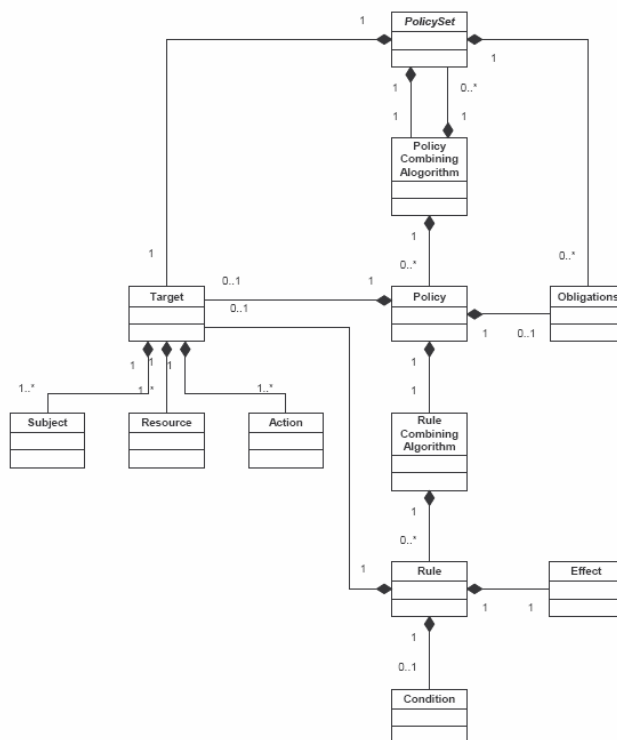 PolicySet
1
1
1
0..*
1
1
Policy
Combining
Alogorithm
1
0..*
1
0..*
0..1
1
Target
0..1
Policy
1
0..1
Obligations
1
1
1
1
1..*
1..*
1..*
1
1
Subject
Resource
Action
Rule
Combining
Algorithm
1
0..*
1
Rule
1
1
Effect
1
0..1
Condition